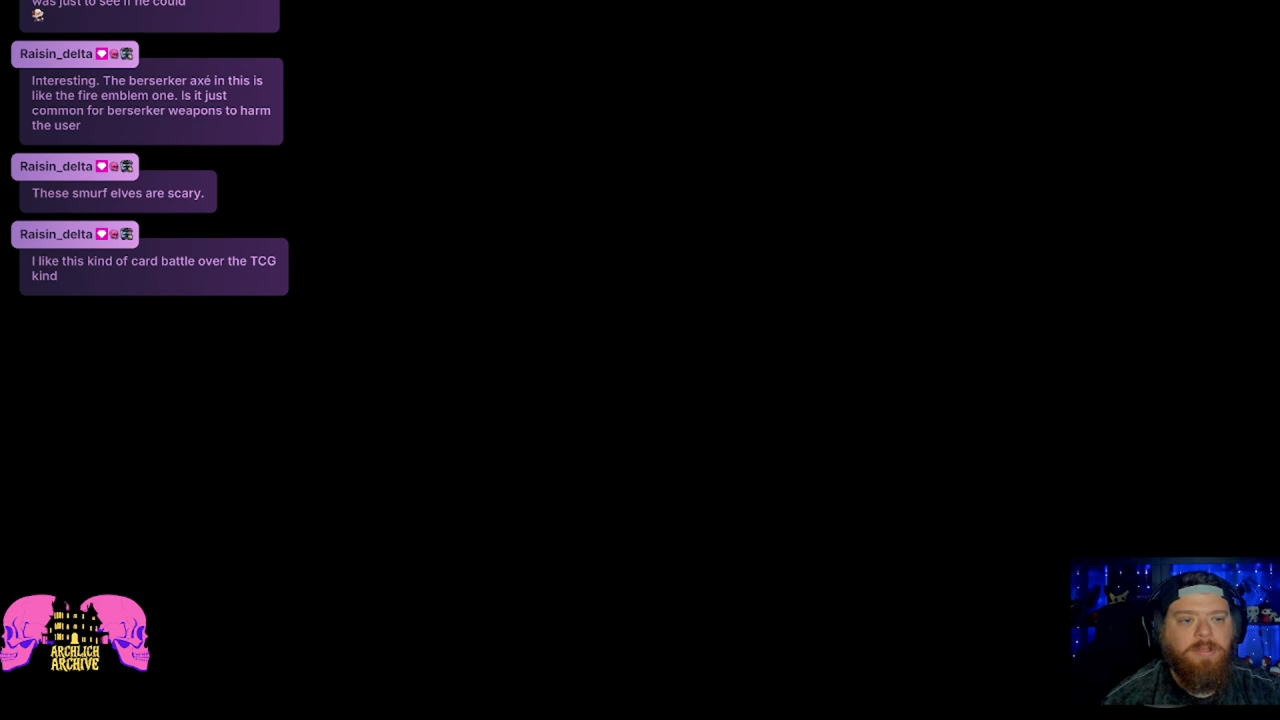 was just to see if he could
Raisin_delta
Interesting. The berserker axé in this is
like the fire emblem one. Is it just
common for berserker weapons to harm
the user
Raisin_delta
These smurf elves are scary.
Raisin_delta
I like this kind of card battle over the TCG
kind
ARCHLICH
ARCHIVE